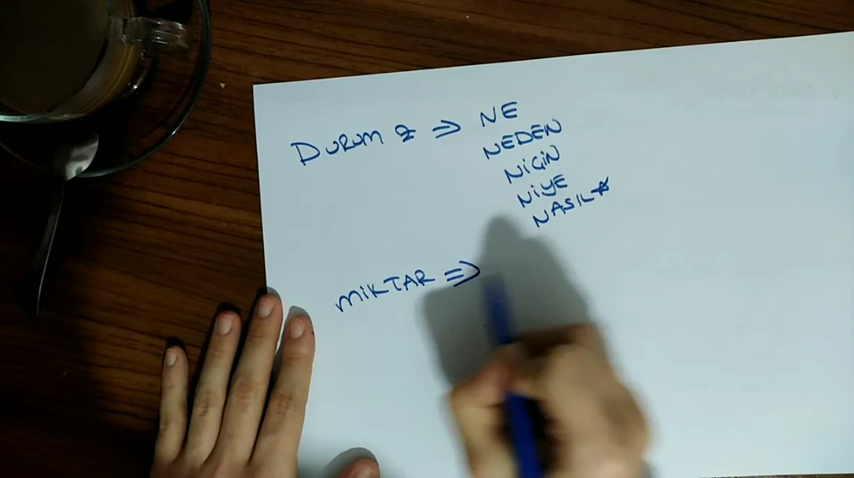 DURUM Z ⇒ NE
NEDEN
NİÇİN
NİYE
NASIL☆
MİKTAR ⇒